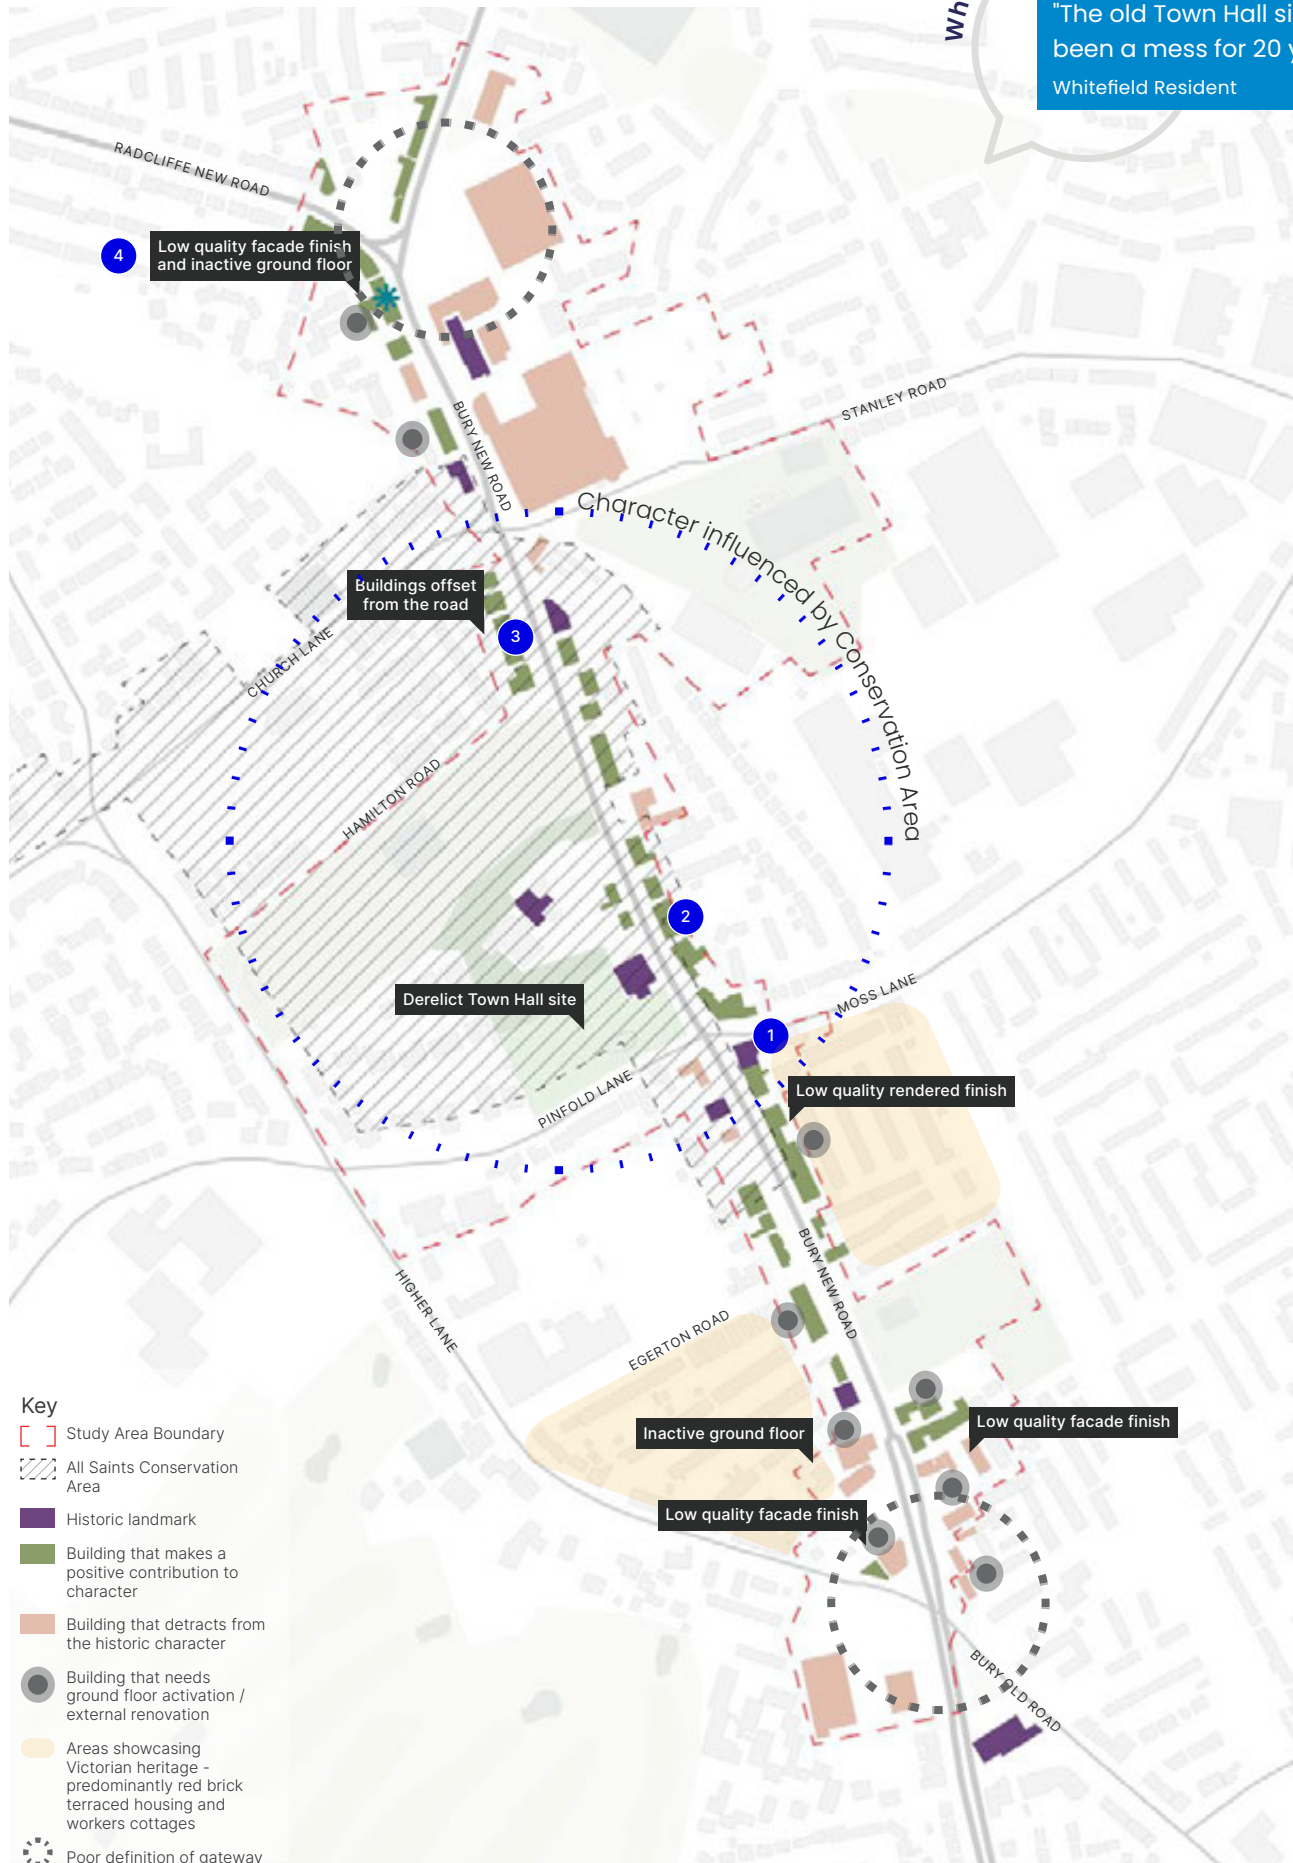 Wh
"The old Town Hall si
been a mess for 20 y
Whitefield Resident
RADCLIFFE NEW ROAD
4
Low quality facade finish
and inactive ground floor
STANLEY ROAD
BURY NEW ROAD
Character influenced by Conservation Area
Buildings offset
from the road
3
CHURCH LANE
HAMILTON ROAD
2
Derelict Town Hall site
MOSS LANE
1
PINFOLD LANE
Low quality rendered finish
BURY NEW ROAD
HIGHER LANE
EGERTON ROAD
Inactive ground floor
Low quality facade finish
Low quality facade finish
BURY OLD ROAD
Key
Study Area Boundary
All Saints Conservation
Area
Historic landmark
Building that makes a
positive contribution to
character
Building that detracts from
the historic character
Building that needs
ground floor activation /
external renovation
Areas showcasing
Victorian heritage -
predominantly red brick
terraced housing and
workers cottages
Poor definition of gateway